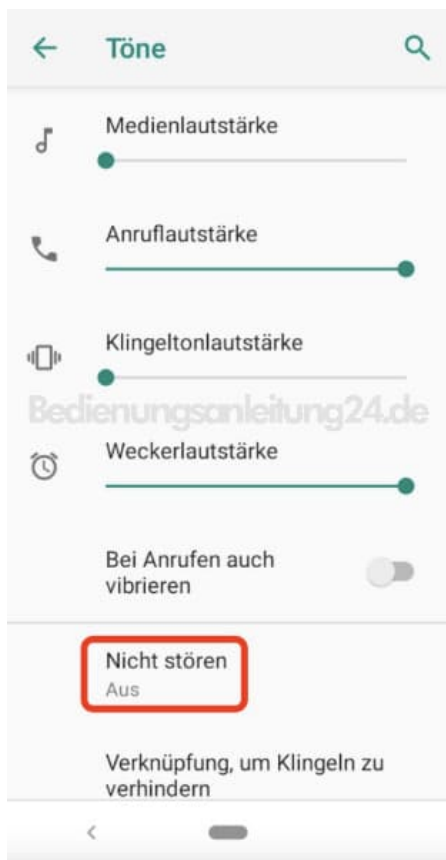 Töne
Medienlautstärke
Anruflautstärke
Klingeltonlautstärke
Bedienungsanleitung24.de
Weckerlautstärke
Bei Anrufen auch
vibrieren
Nicht stören
Aus
Verknüpfung, um Klingeln zu
verhindern